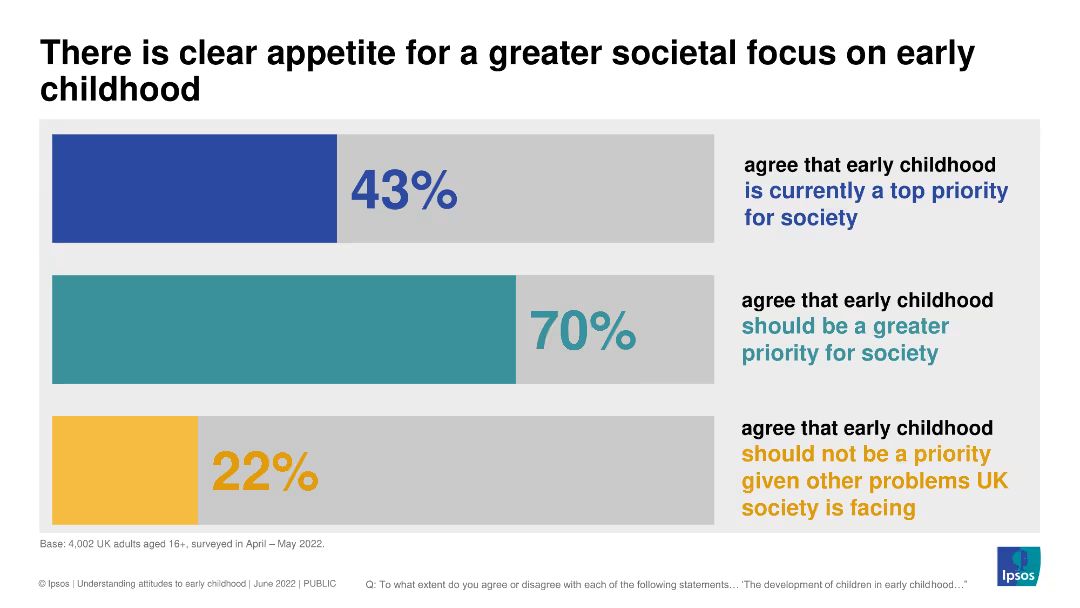 There is clear appetite for a greater societal focus on early
childhood
43%
agree that early childhood
is currently a top priority
for society
70%
agree that early childhood
should be a greater
priority for society
22%
agree that early childhood
should not be a priority
given other problems UK
society is facing
Base: 4,002 UK adults aged 16+, surveyed in April – May 2022.
© Ipsos | Understanding attitudes to early childhood | June 2022 | PUBLIC
Q: To what extent do you agree or disagree with each of the following statements… ‘The development of children in early childhood…”
Ipsos